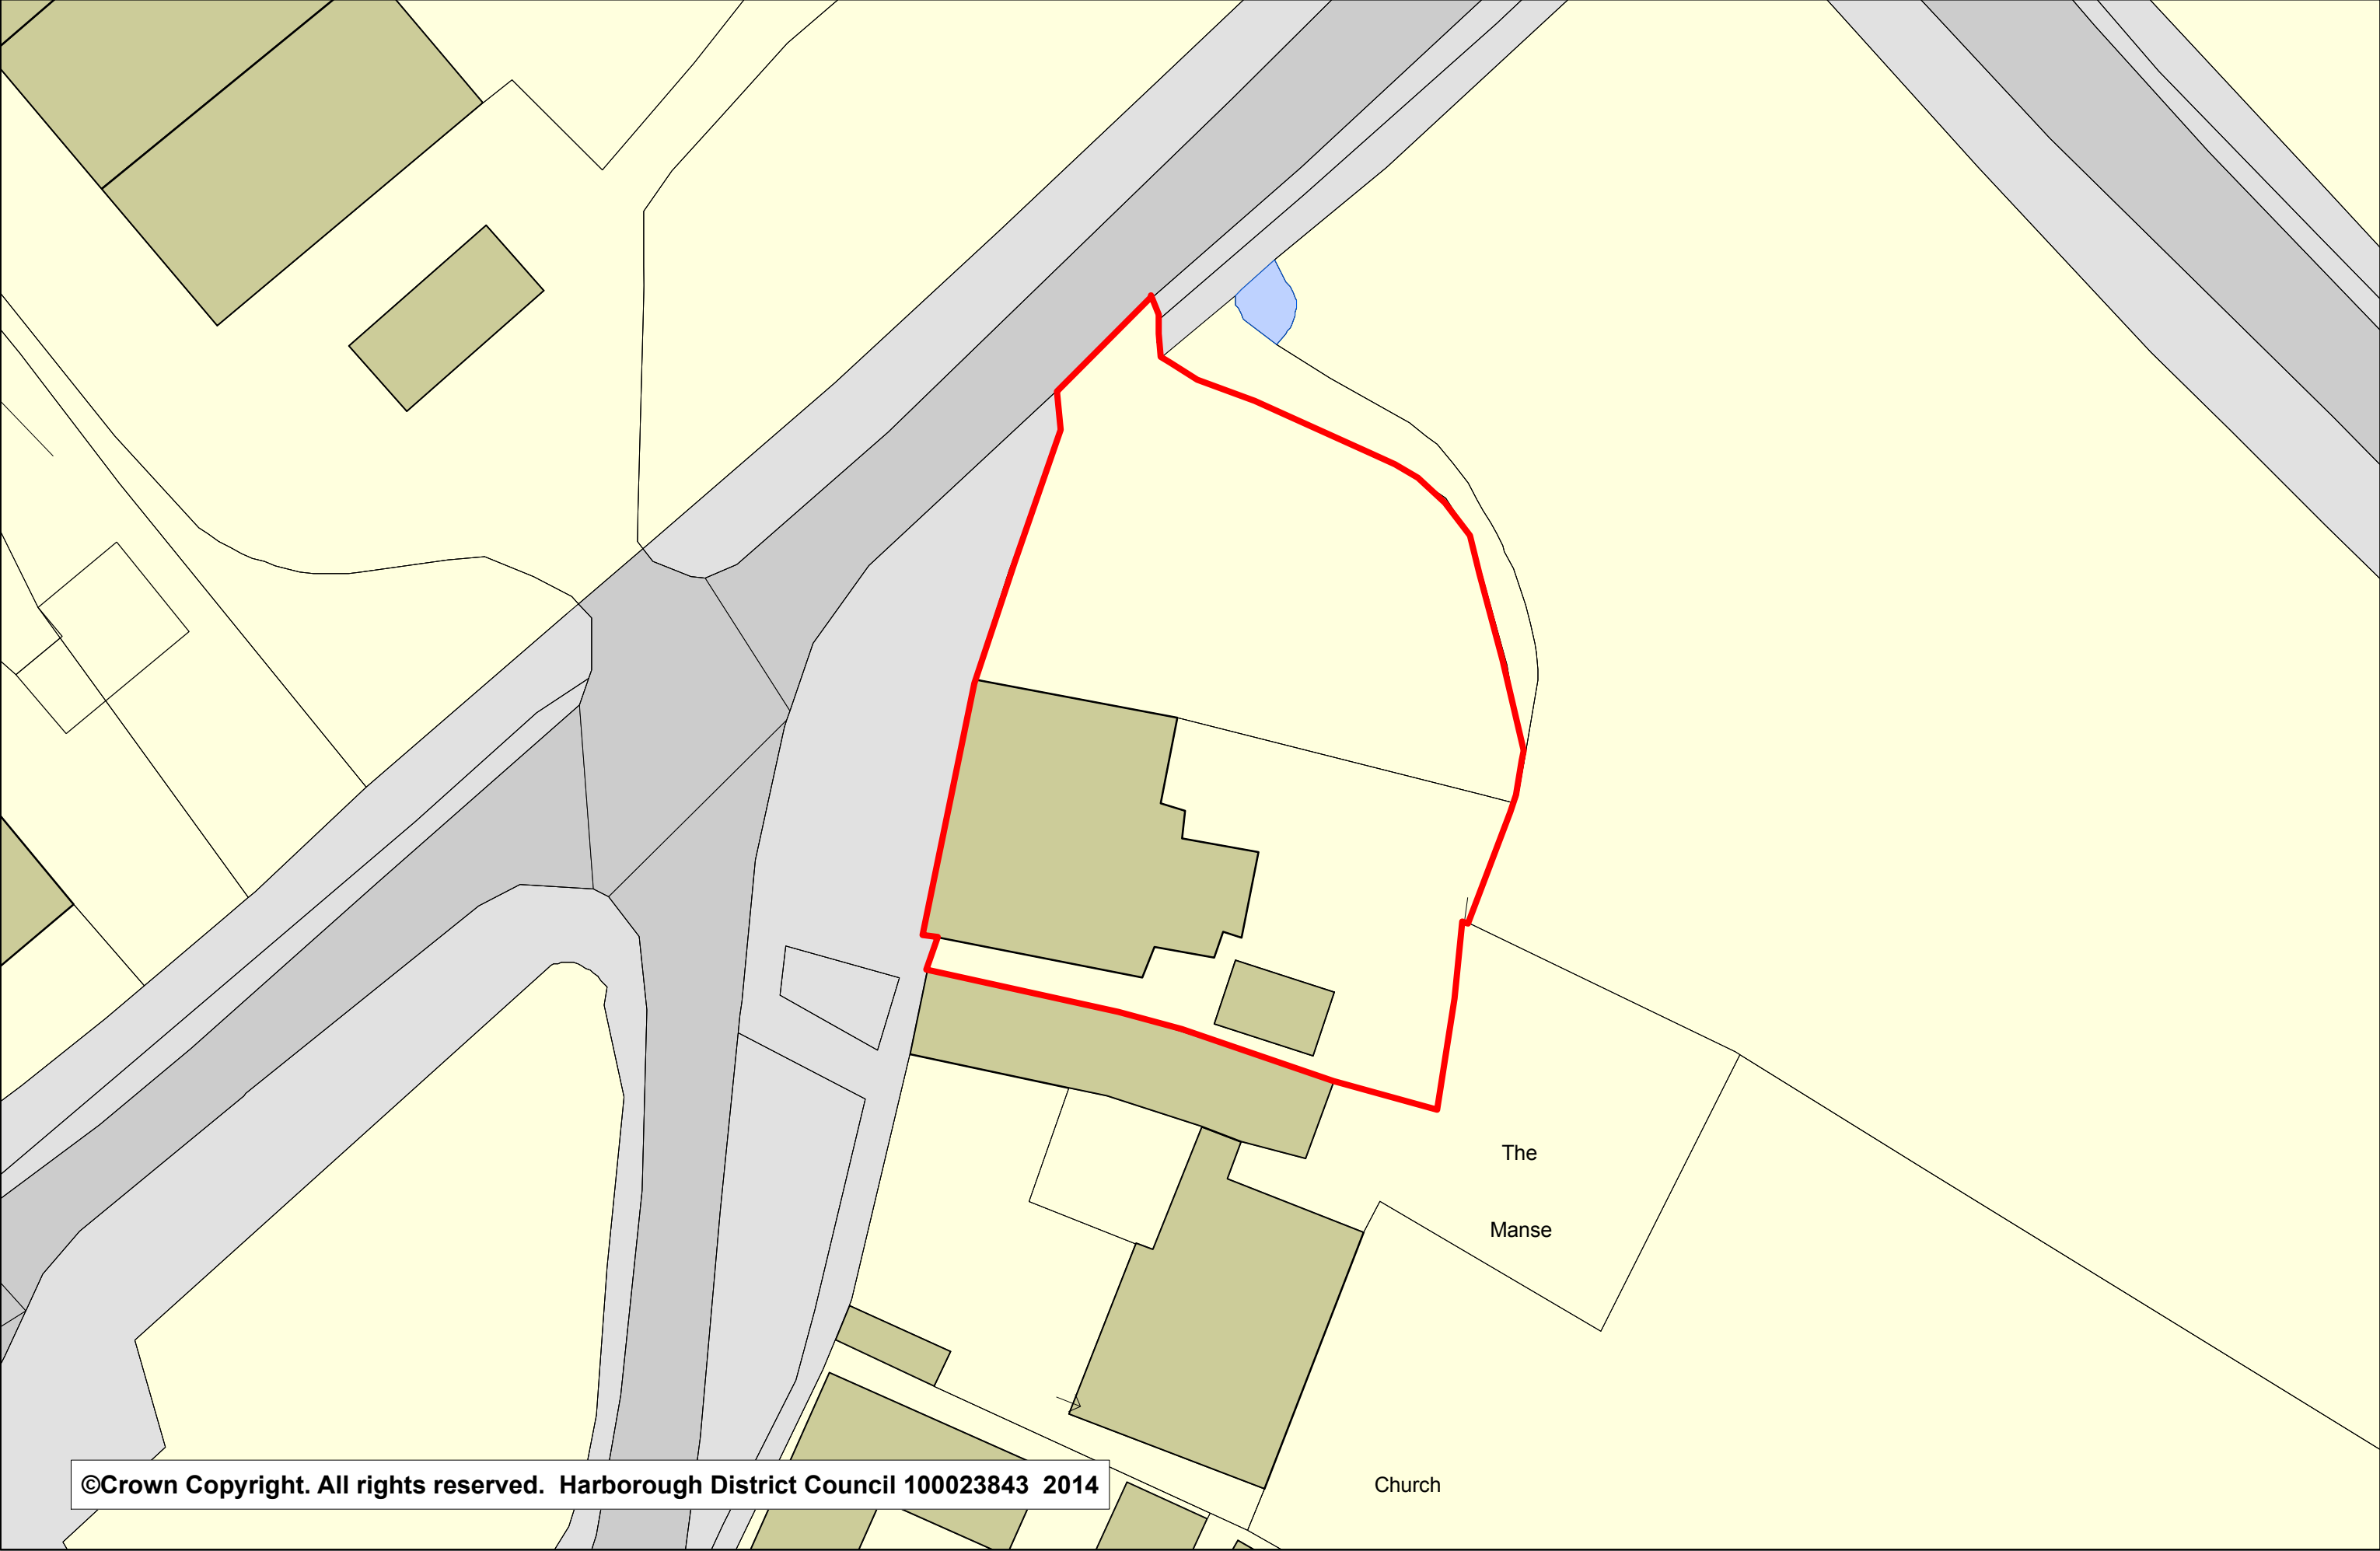 The
Manse
Church
©Crown Copyright. All rights reserved.  Harborough District Council 100023843  2014